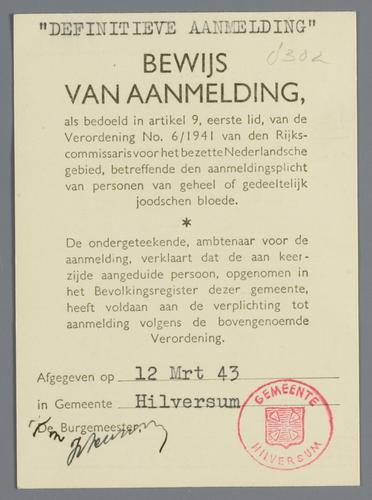 "DEFINITIEVE AANMELDING"
BEWIJS
VAN AANMELDING,
als bedoeld in artikel 9, eerste lid, van de
Verordening No. 6/1941 van den Rijks-
commissaris voor het bezette Nederlandsche
gebied, betreffende den aanmeldingsplicht
van personen van geheel of gedeeltelijk
joodschen bloede.
*
De ondergeteekende, ambtenaar voor de
aanmelding, verklaart dat de aan keer-
zijde aangeduide persoon, opgenomen in
het Bevolkingsregister dezer gemeente,
heeft voldaan aan de verplichting tot
aanmelding volgens de bovengenoemde
Verordening.
Afgegeven op 12 Mrt 43
in Gemeente Hilversum
De Burgemeester,
GEMEENTE
HILVERSUM